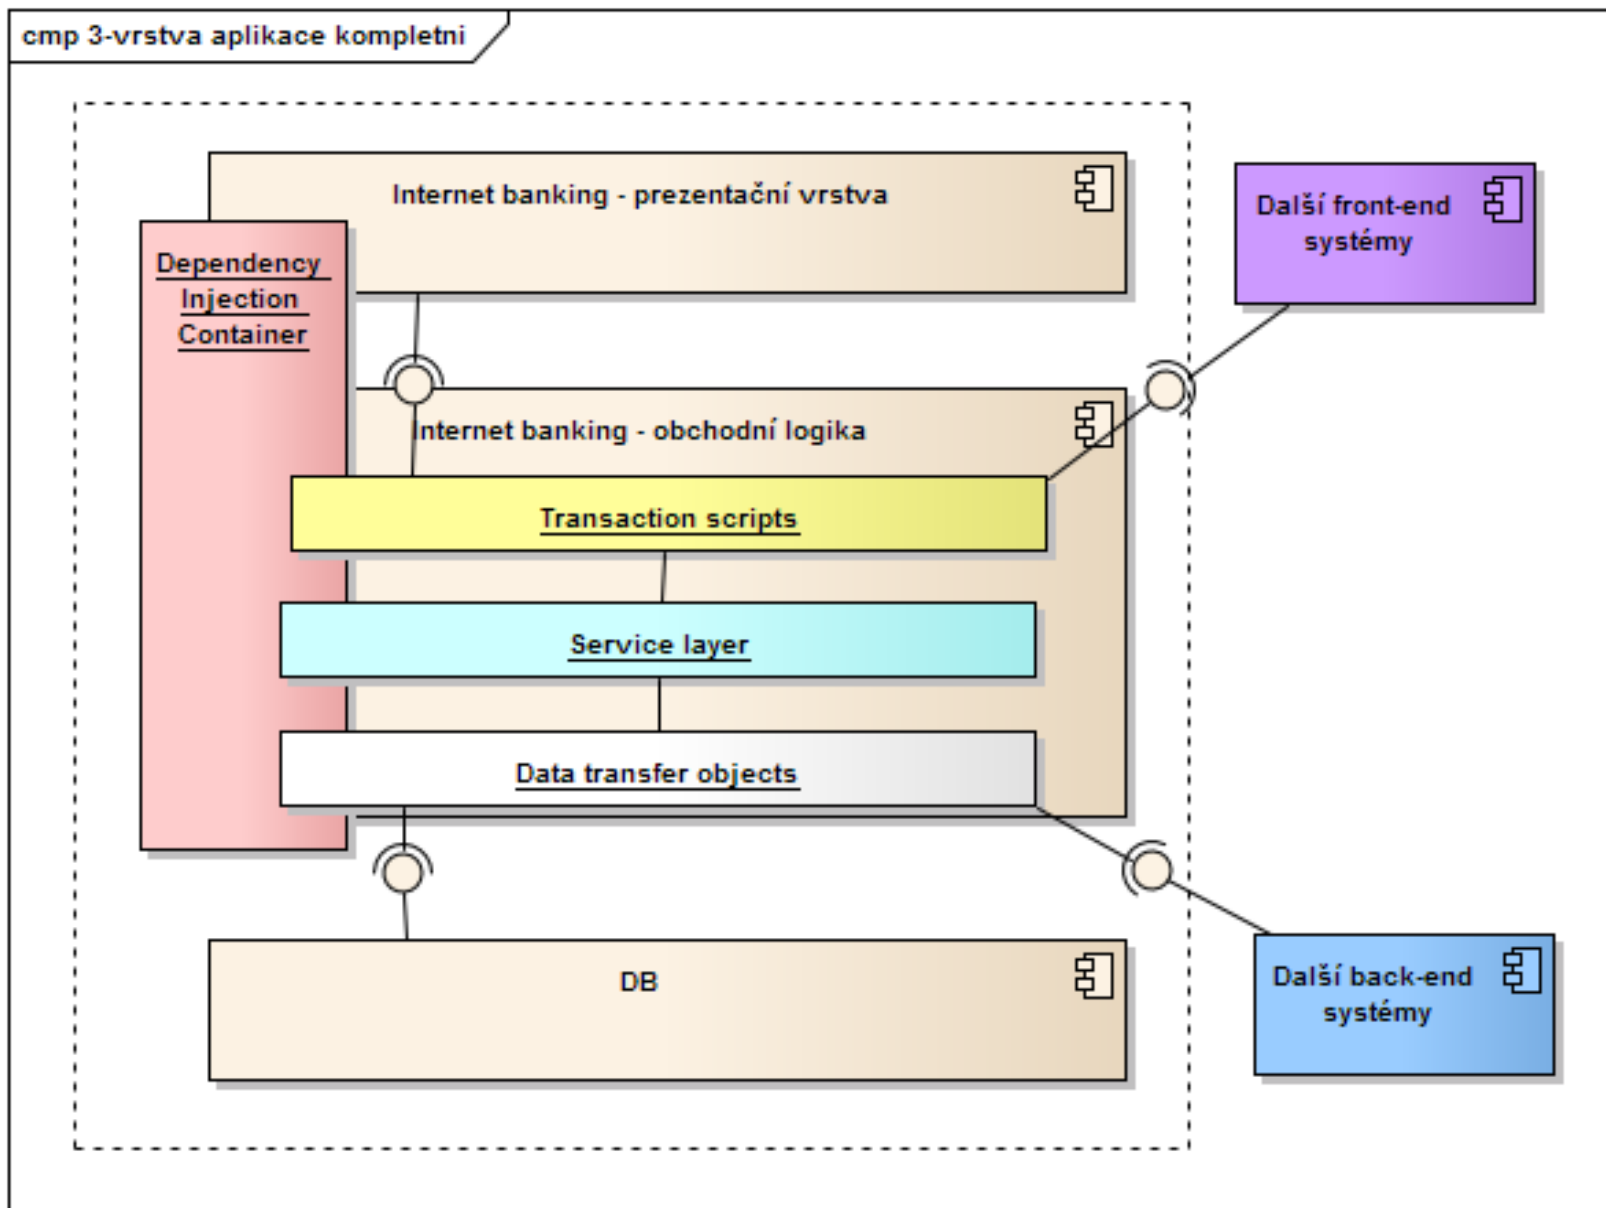 cmp 3-vrstva aplikace kompletni
Internet banking - prezentační vrstva
Další front-end
systémy
Dependency
Injection
Container
Internet banking - obchodní logika
Transaction scripts
Service layer
Data transfer objects
DB
Další back-end
systémy